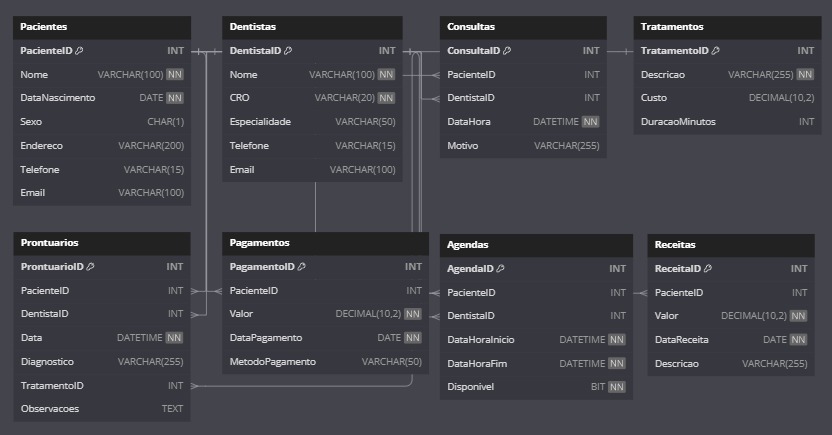 Pacientes
PacienteID INT
Nome VARCHAR(100) NN
DataNascimento DATE NN
Sexo CHAR(1)
Endereco VARCHAR(200)
Telefone VARCHAR(15)
Email VARCHAR(100)
Dentistas
DentistaID INT
Nome VARCHAR(100) NN
CRO VARCHAR(20) NN
Especialidade VARCHAR(50)
Telefone VARCHAR(15)
Email VARCHAR(100)
Consultas
ConsultaID INT
PacienteID INT
DentistaID INT
DataHora DATETIME NN
Motivo VARCHAR(255)
Tratamentos
TratamentoID INT
Descricao VARCHAR(255) NN
Custo DECIMAL(10,2)
DuracaoMinutos INT
Prontuarios
ProntuarioID INT
PacienteID INT
DentistaID INT
Data DATETIME NN
Diagnostico VARCHAR(255)
TratamentoID INT
Observacoes TEXT
Pagamentos
PagamentoID INT
PacienteID INT
Valor DECIMAL(10,2) NN
DataPagamento DATE NN
MetodoPagamento VARCHAR(50)
Agendas
AgendaID INT
PacienteID INT
DentistaID INT
DataHoraInicio DATETIME NN
DataHoraFim DATETIME NN
Disponivel BIT NN
Receitas
ReceitaID INT
PacienteID INT
Valor DECIMAL(10,2) NN
DataReceita DATE NN
Descricao VARCHAR(255)